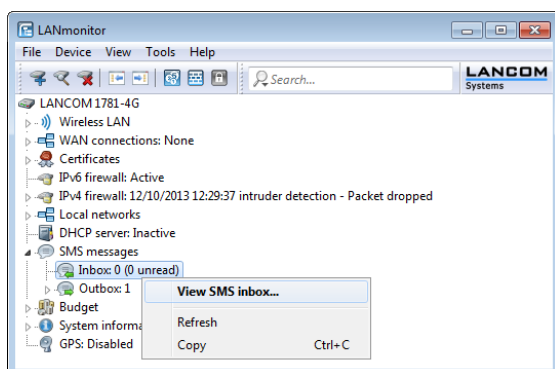 LANmonitor
File Device View Tools Help
Search...
LANCOM
Systems
LANCOM 1781-4G
Wireless LAN
WAN connections: None
Certificates
IPv6 firewall: Active
IPv4 firewall: 12/10/2013 12:29:37 intruder detection - Packet dropped
Local networks
DHCP server: Inactive
SMS messages
Inbox: 0 (0 unread)
Outbox: 1
View SMS inbox...
Budget
System informa
Refresh
GPS: Disabled
Copy Ctrl+C